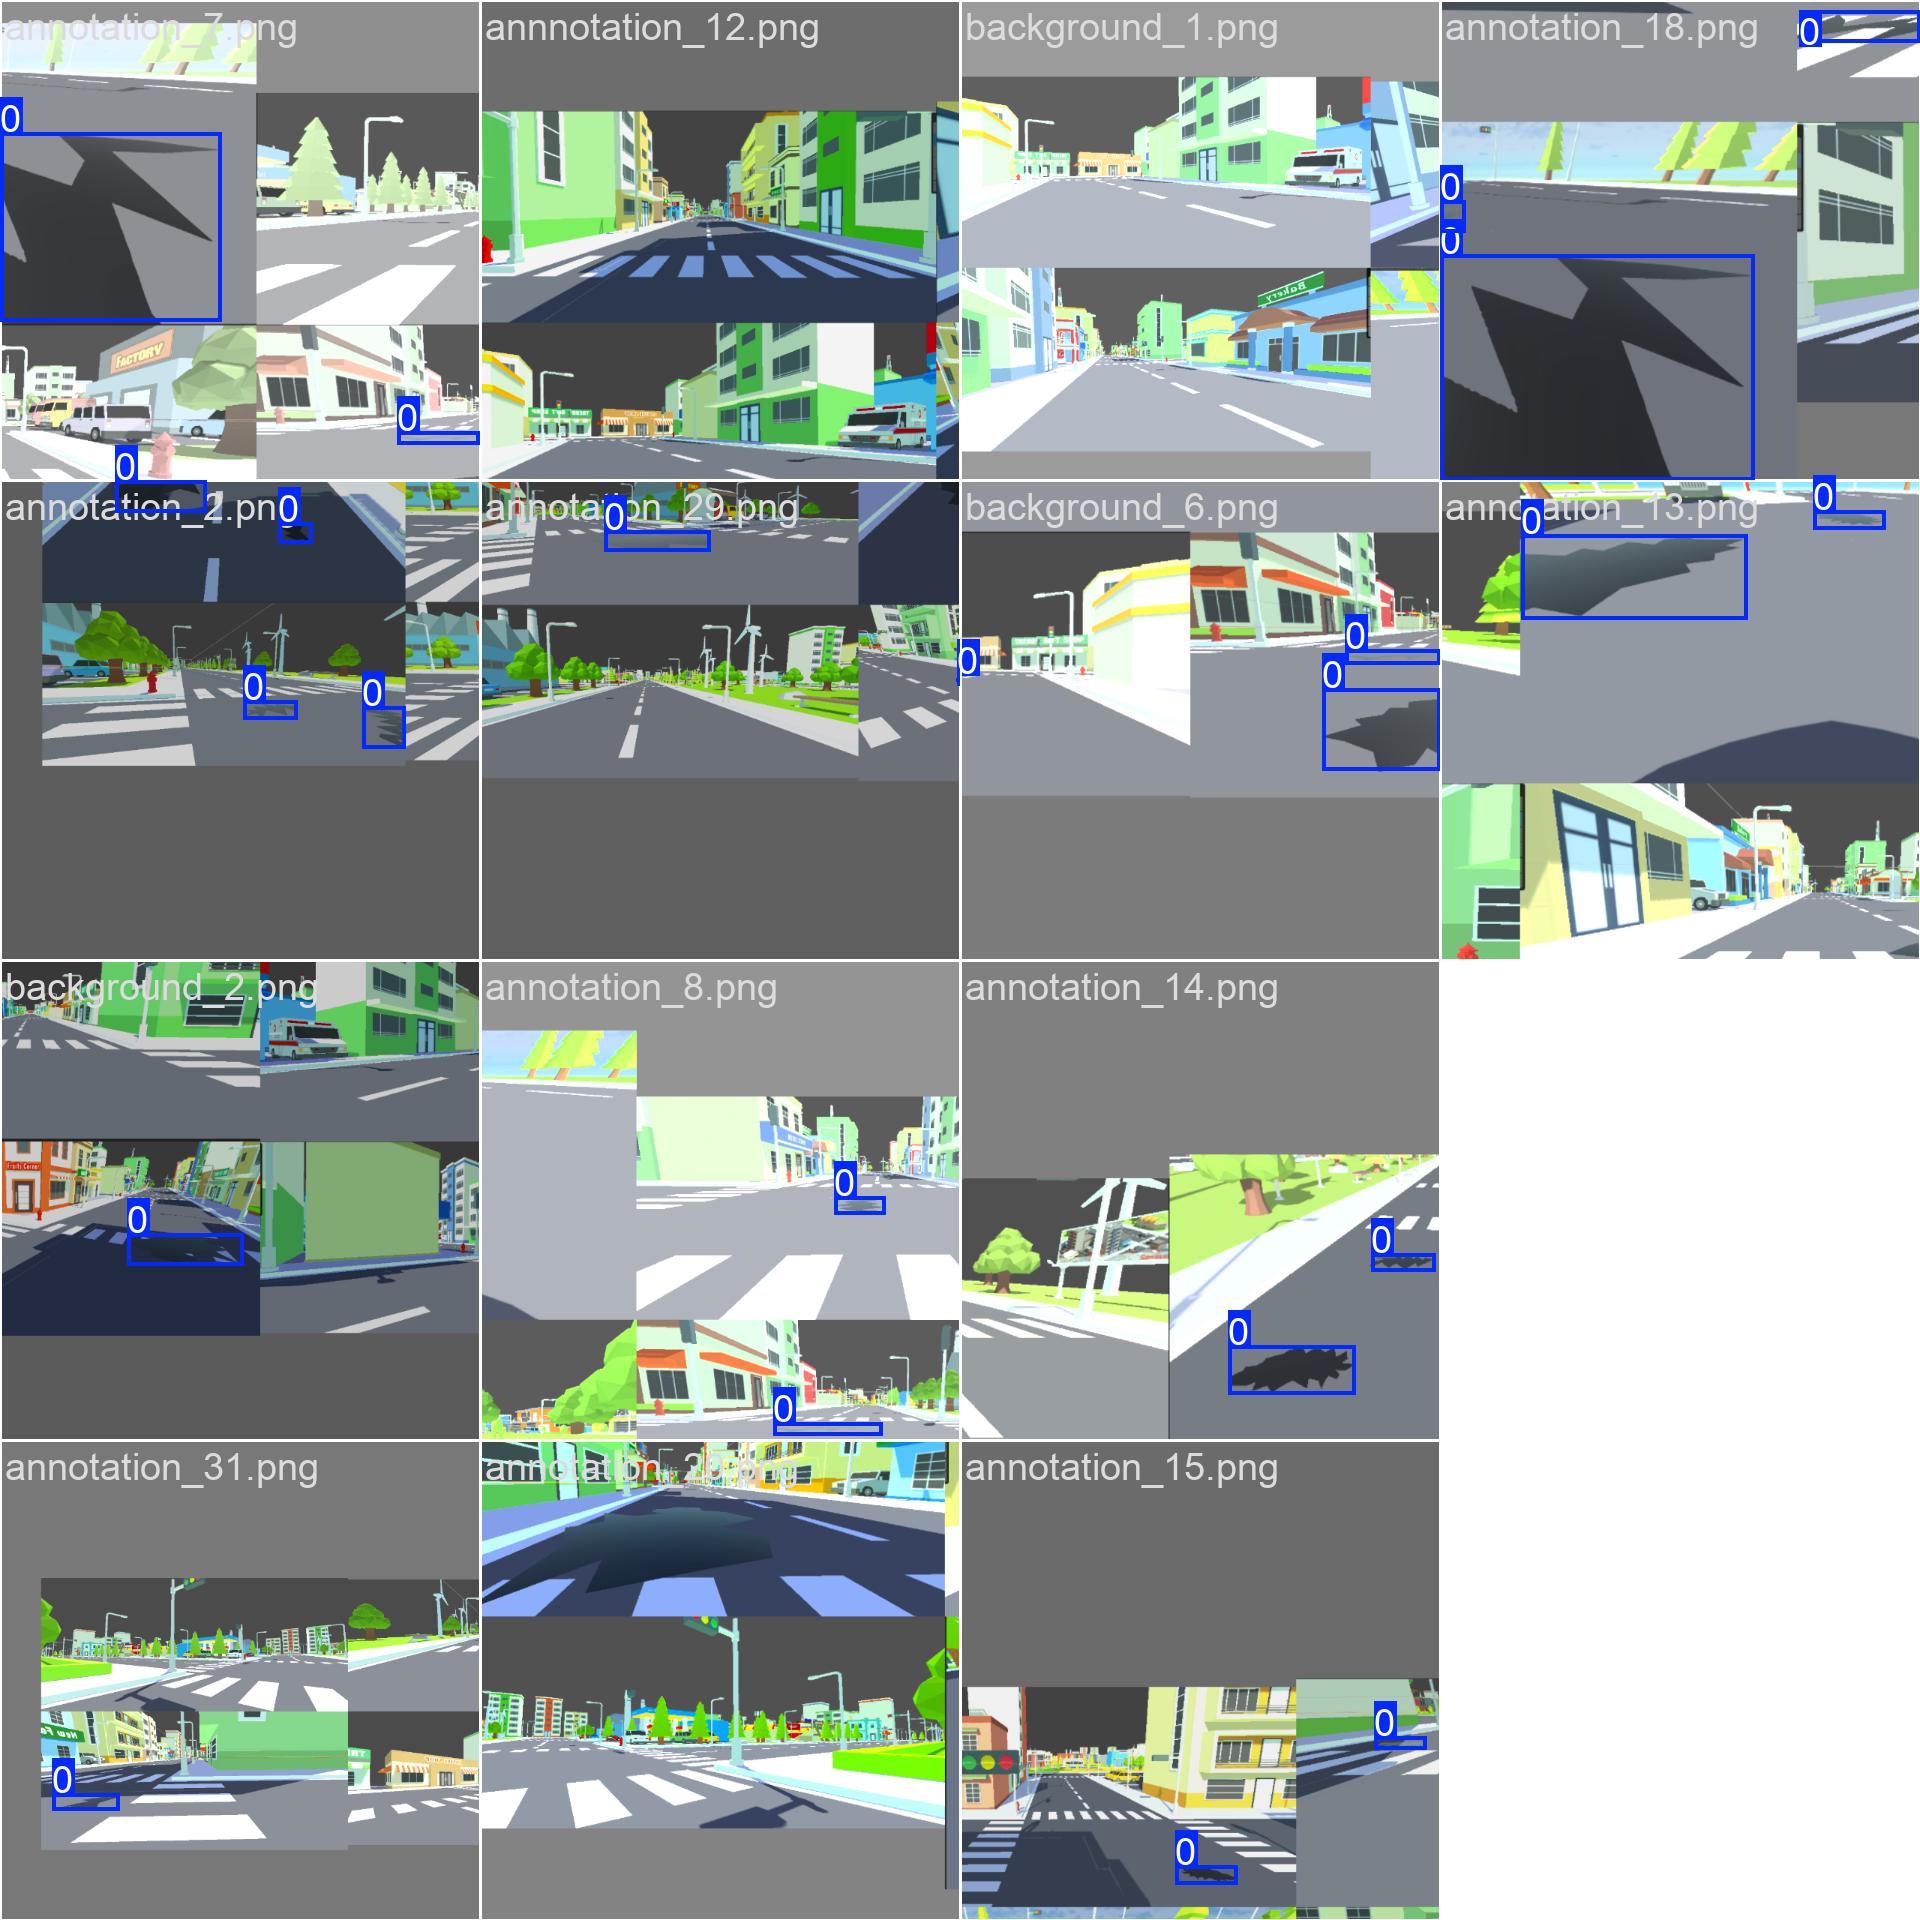 annotation_7.png
annnotation_12.png
background_1.png
annotation_18.png
0
0
0
0
FACTORY
0
0
Bakery
annotation_2.png
0
annotation_29.png
0
background_6.png
annotation_13.png
0
0
0
0
0
0
0
background_2.png
annotation_8.png
annotation_14.png
0
0
0
0
0
annotation_31.png
annotation_15.png
0
0
0